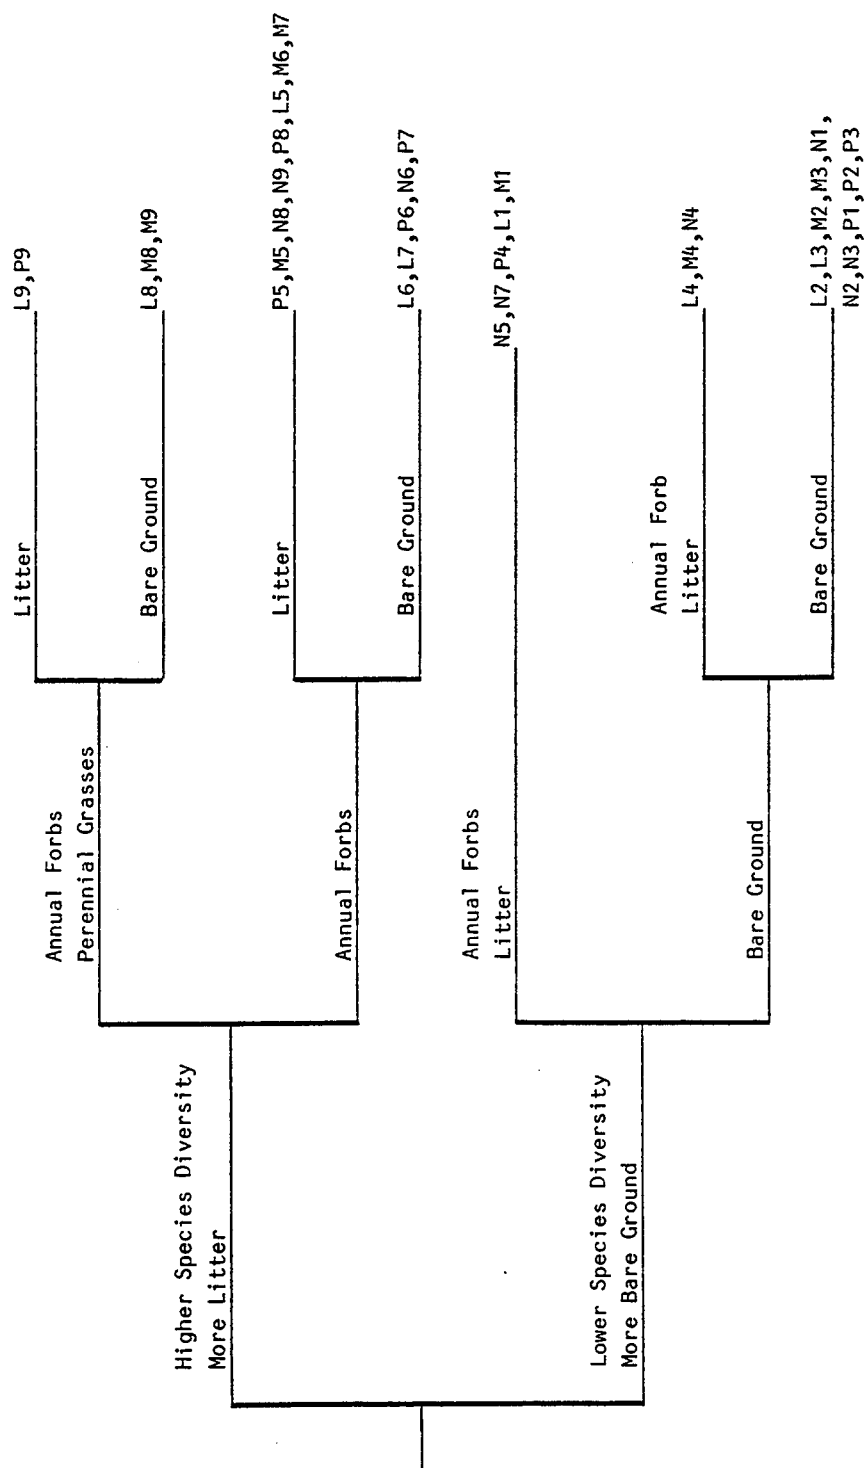 Higher Species Diversity
More Litter
Annual Forbs
Perennial Grasses
Litter
L9,P9
Bare Ground
L8,M8,M9
Annual Forbs
Litter
P5,M5,N8,N9,P8,L5,M6,M7
Bare Ground
L6,L7,P6,N6,P7
Lower Species Diversity
More Bare Ground
Annual Forbs
Litter
N5,N7,P4,L1,M1
Bare Ground
Annual Forb
Litter
L4,M4,N4
Bare Ground
L2,L3,M2,M3,N1,
N2,N3,P1,P2,P3